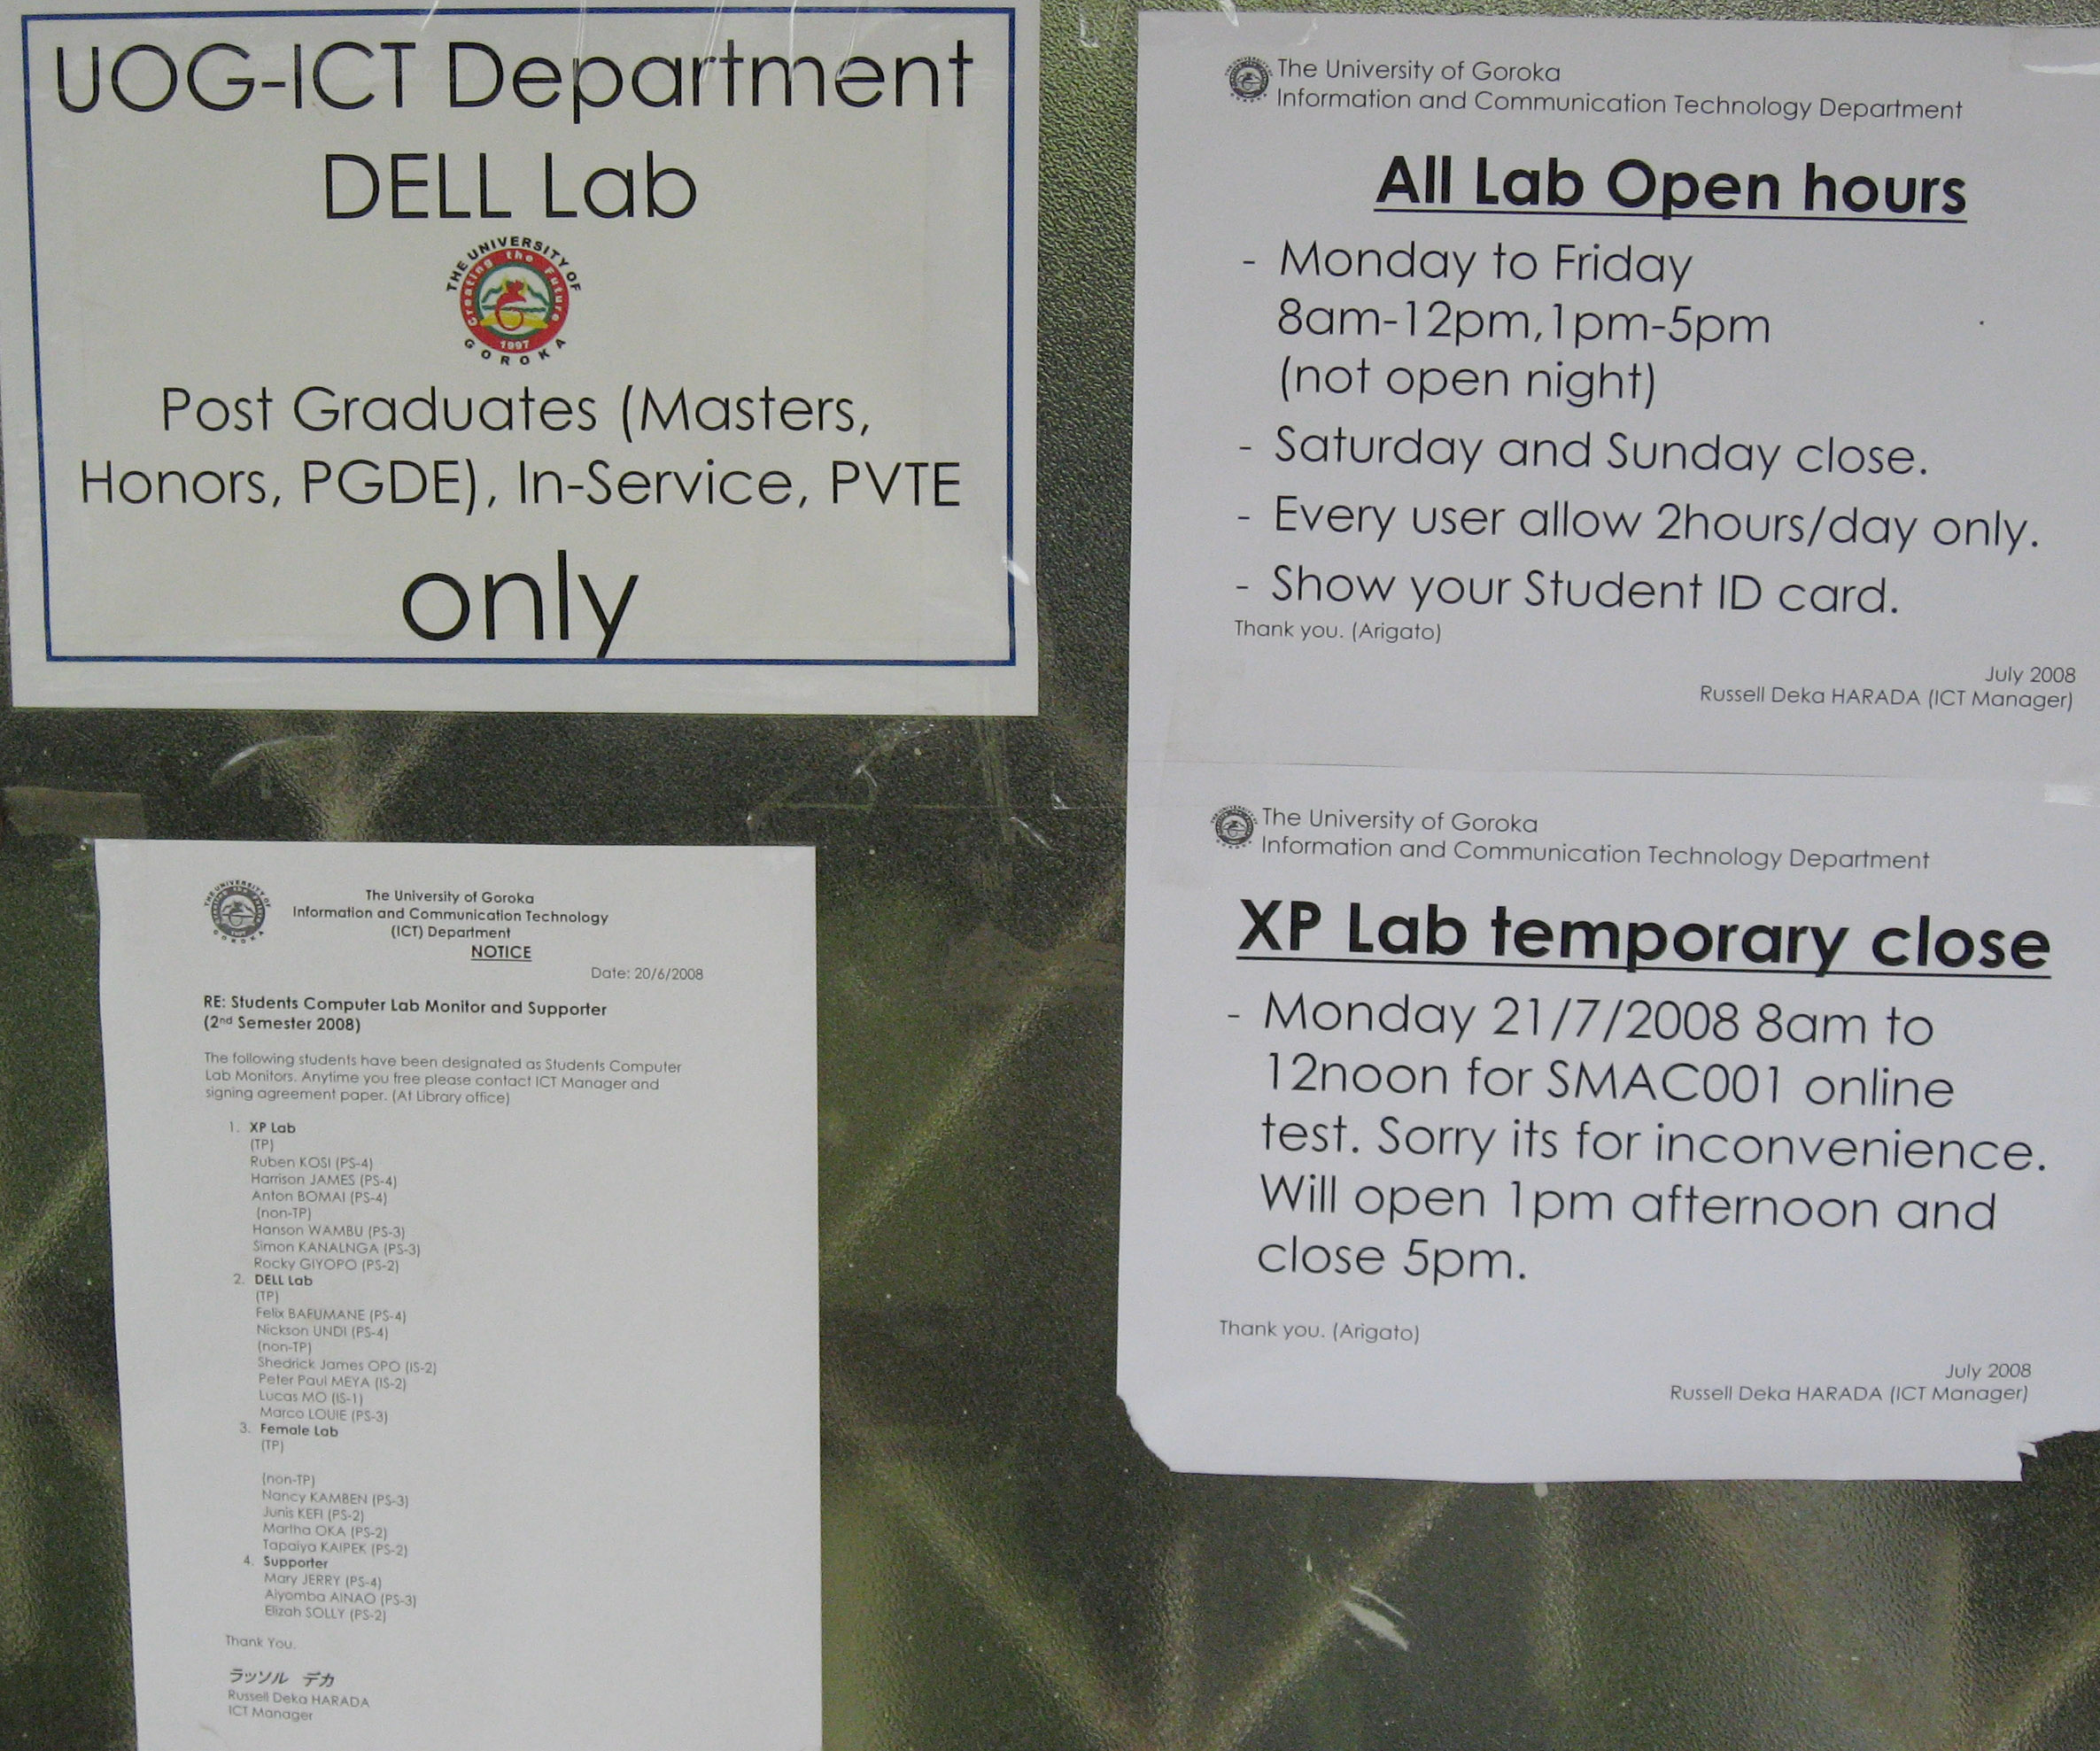 UOG-ICT Department
DELL Lab
THE UNIVERSITY OF
Creating the Future
1997
GOROKA
Post Graduates (Masters,
Honors, PGDE), In-Service, PVTE
only
The University of Goroka
Information and Communication Technology Department
All Lab Open hours
- Monday to Friday
8am-12pm,1pm-5pm
(not open night)
- Saturday and Sunday close.
- Every user allow 2hours/day only.
- Show your Student ID card.
Thank you. (Arigato)
July 2008
Russell Deka HARADA (ICT Manager)
The University of Goroka
Information and Communication Technology
(ICT) Department
NOTICE
Date: 20/6/2008
RE: Students Computer Lab Monitor and Supporter
(2nd Semester 2008)
The following students have been designated as Students Computer
Lab Monitors. Anytime you free please contact ICT Manager and
signing agreement paper. (At Library office)
1. XP Lab
(TP)
Ruben KOSI (PS-4)
Harrison JAMES (PS-4)
Anton BOMAI (PS-4)
(non-TP)
Hanson WAMBU (PS-3)
Simon KANALNGA (PS-3)
Rocky GIYOPO (PS-2)
2. DELL Lab
(TP)
Felix BAFUMANE (PS-4)
Nickson UNDI (PS-4)
(non-TP)
Shedrick James OPO (IS-2)
Peter Paul MEYA (IS-2)
Lucas MO (IS-1)
Marco LOUIE (PS-3)
3. Female Lab
(TP)
(non-TP)
Nancy KAMBEN (PS-3)
Junis KEFI (PS-2)
Martha OKA (PS-2)
Tapaiya KAIPEK (PS-2)
4. Supporter
Mary JERRY (PS-4)
Aiyomba AINAO (PS-3)
Elizah SOLLY (PS-2)
Thank You.
ラッソル デカ
Russell Deka HARADA
ICT Manager
The University of Goroka
Information and Communication Technology Department
XP Lab temporary close
- Monday 21/7/2008 8am to
12noon for SMAC001 online
test. Sorry its for inconvenience.
Will open 1pm afternoon and
close 5pm.
Thank you. (Arigato)
July 2008
Russell Deka HARADA (ICT Manager)